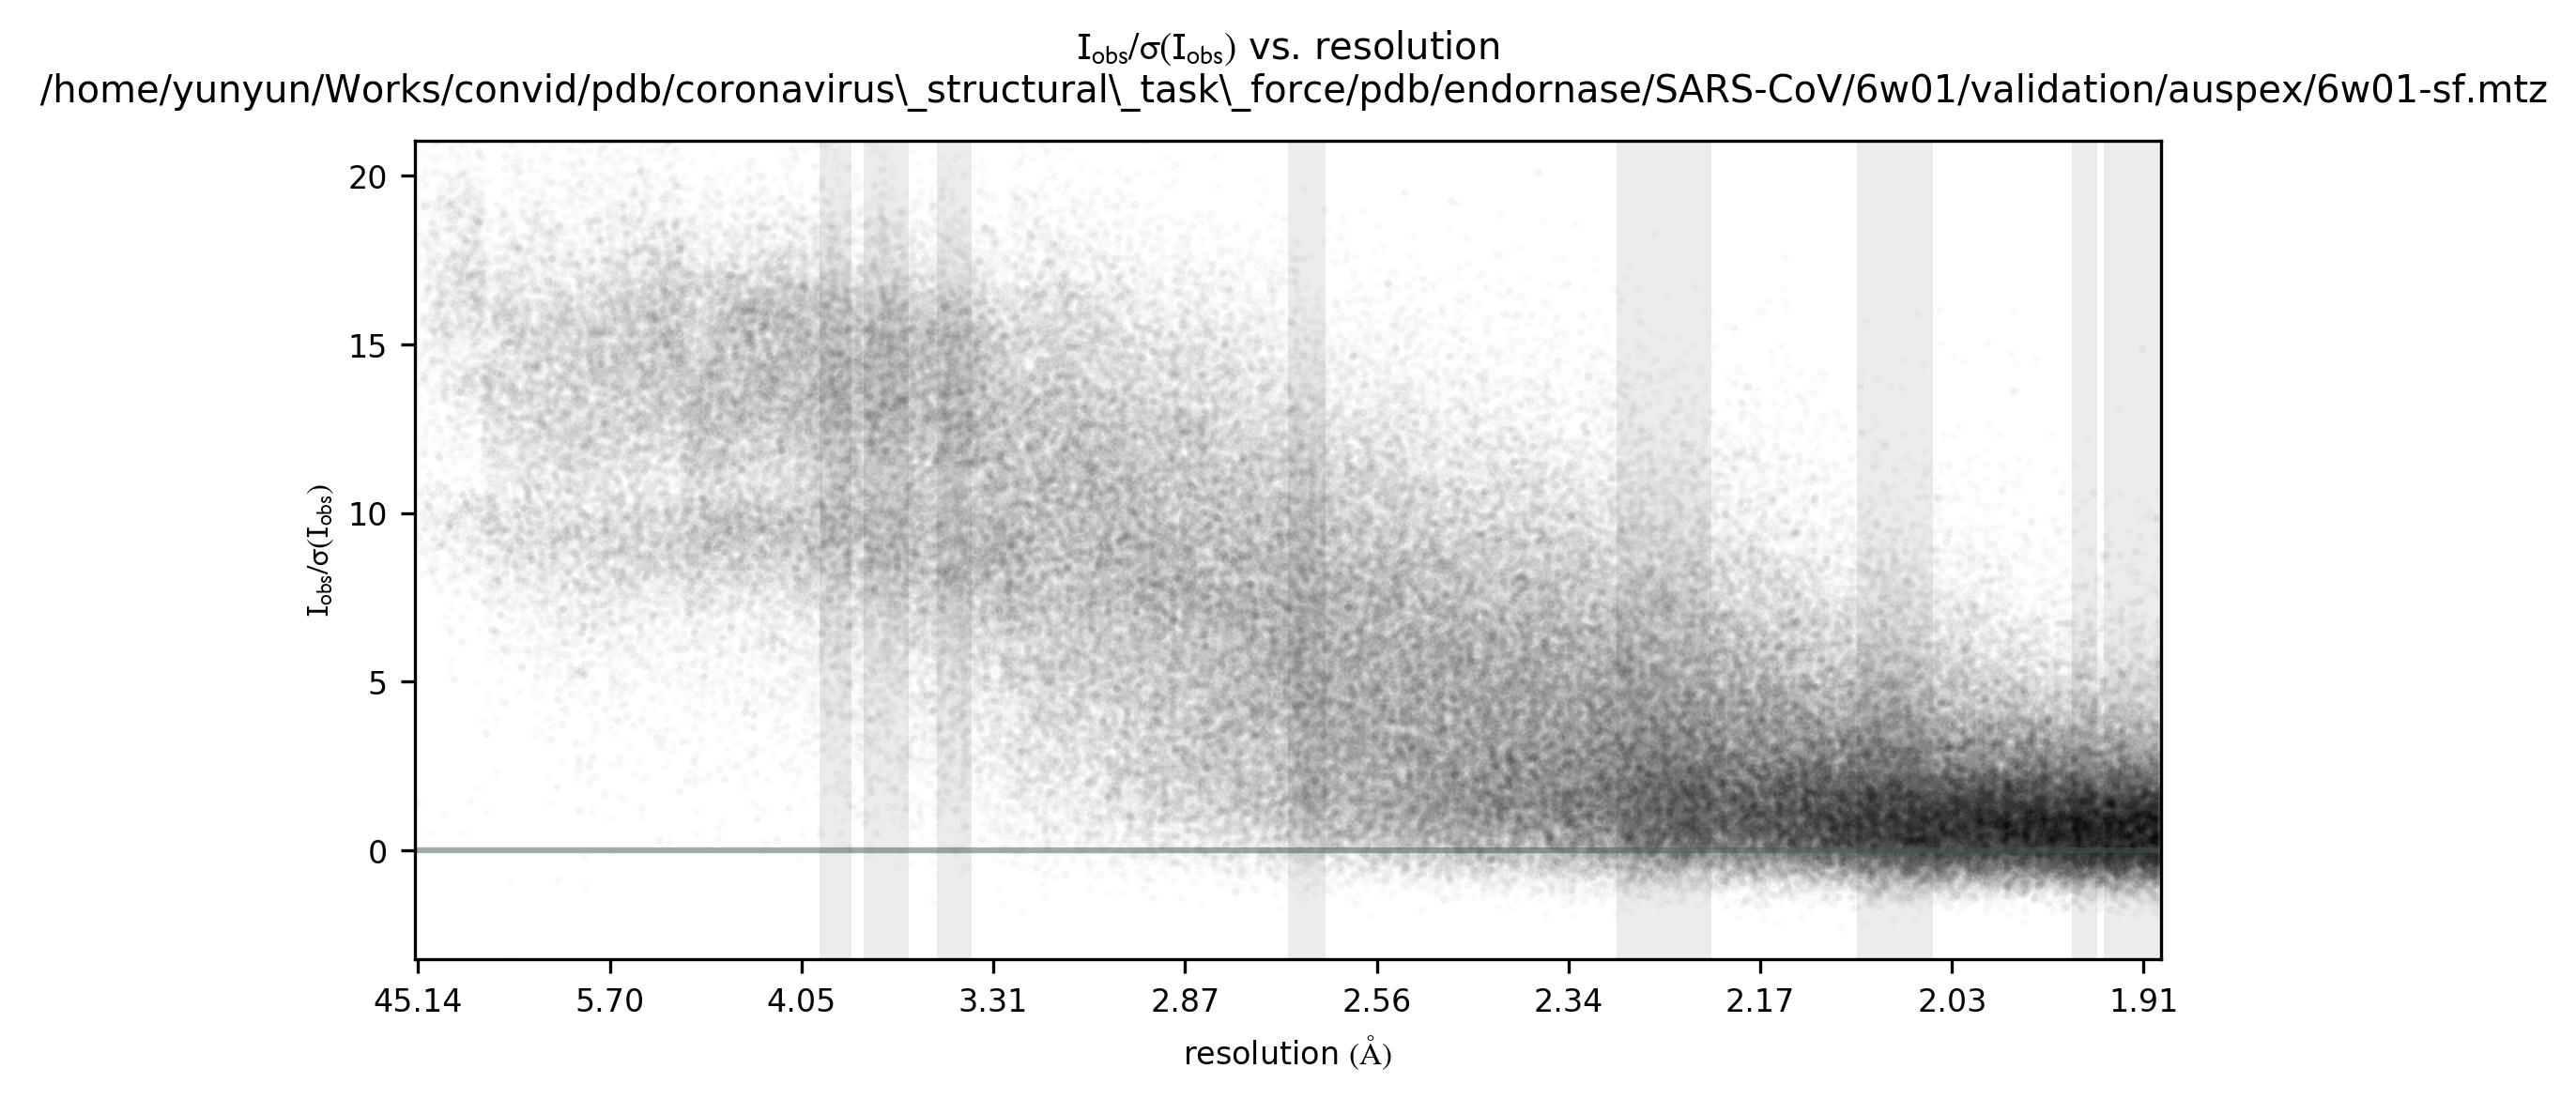 Iobs/σ(Iobs) vs. resolution
/home/yunyun/Works/convid/pdb/coronavirus\_structural\_task\_force/pdb/endornase/SARS-CoV/6w01/validation/auspex/6w01-sf.mtz
Iobs/σ(Iobs)
20
15
10
5
0
45.14 5.70 4.05 3.31 2.87 2.56 2.34 2.17 2.03 1.91
resolution (Å)